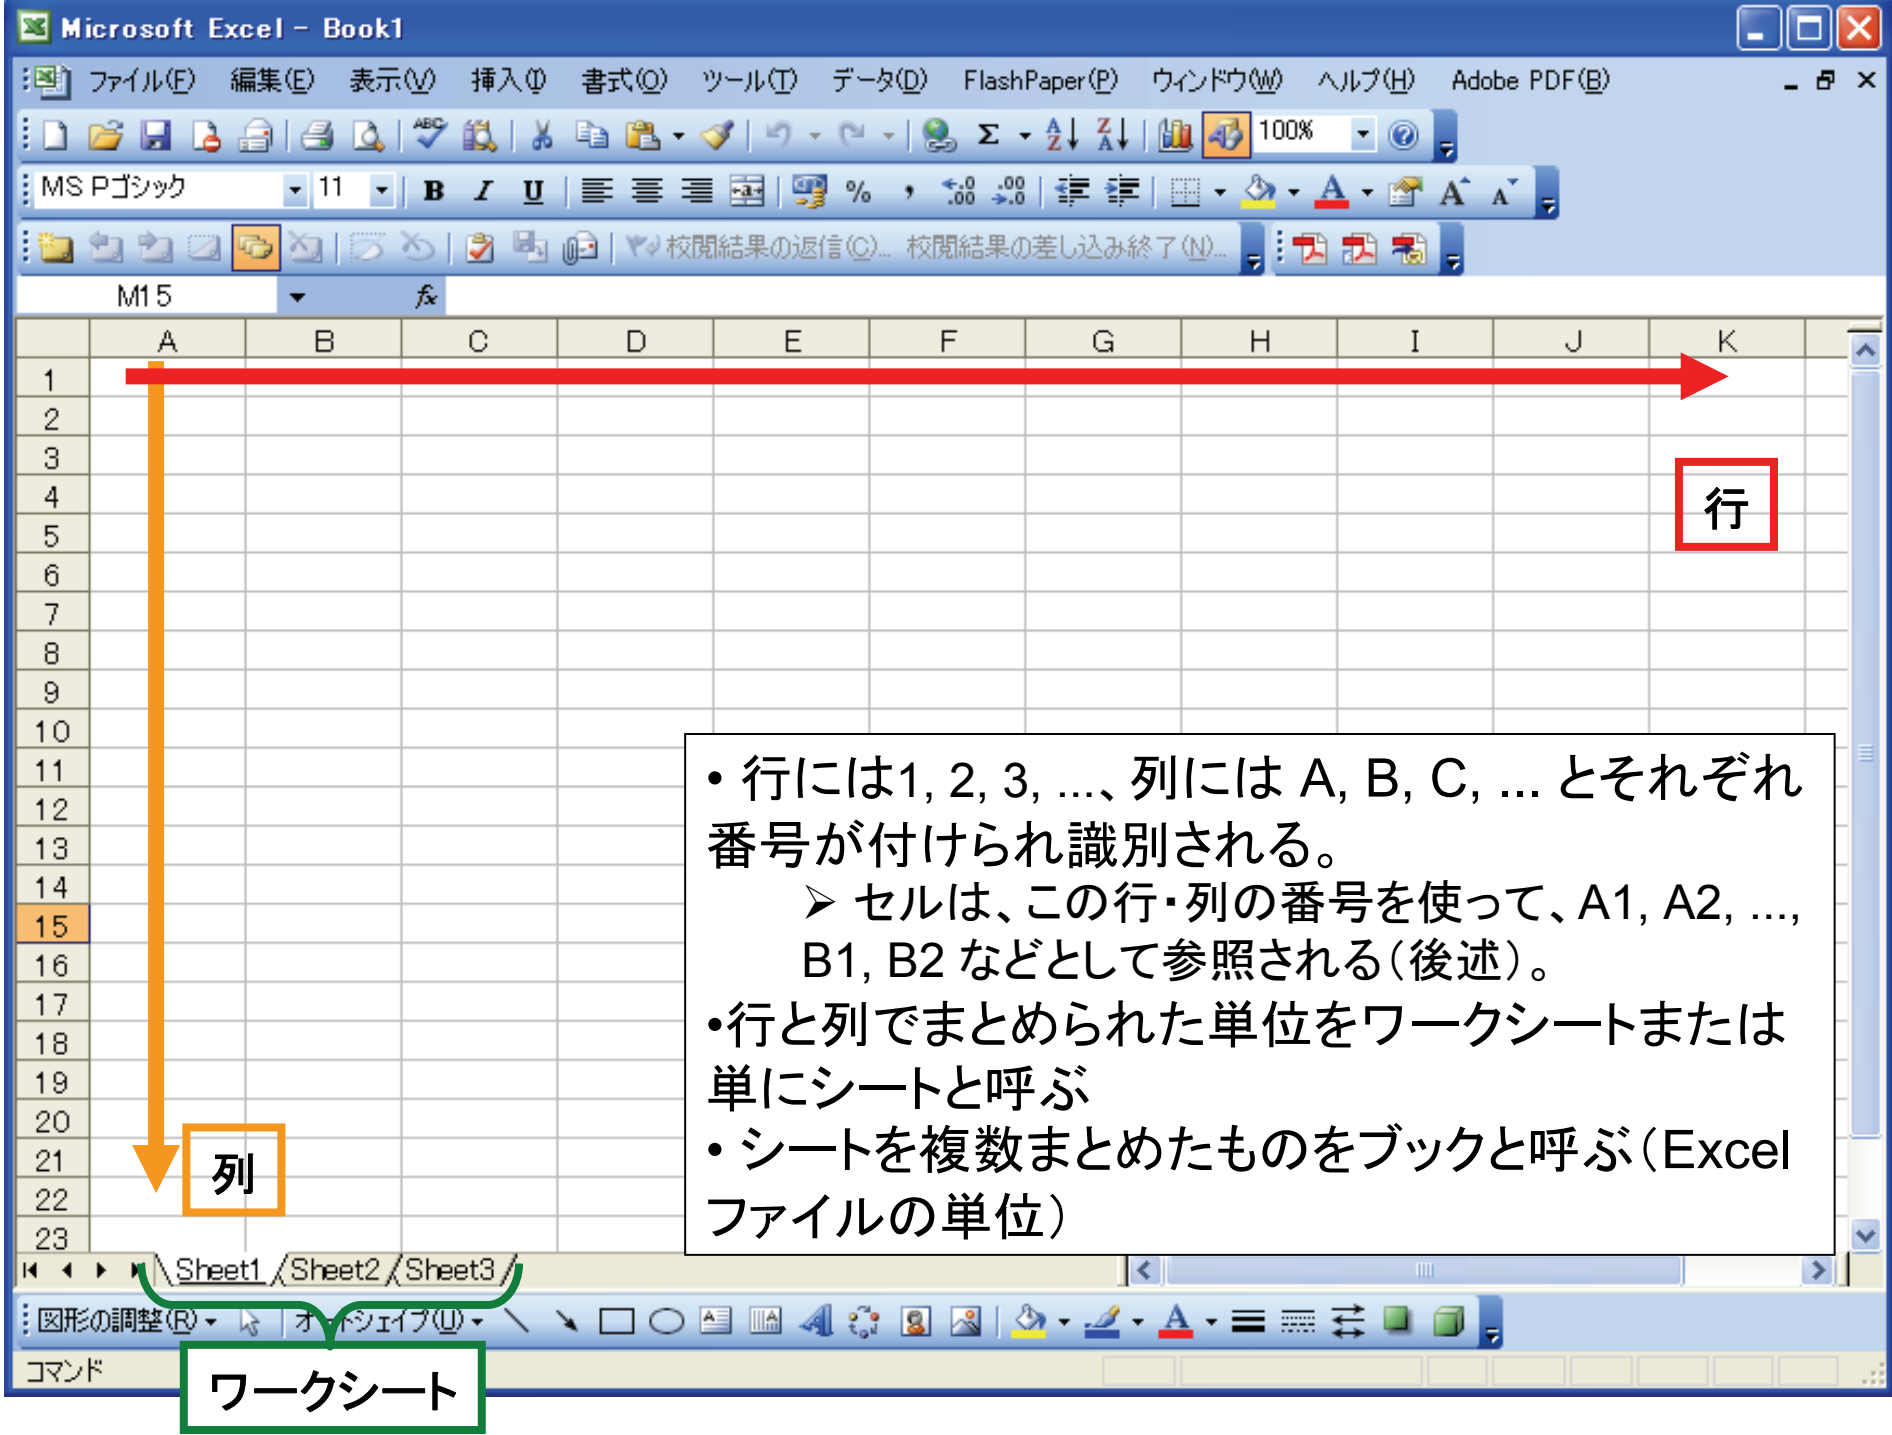 Microsoft Excel - Book1
ファイル(F) 編集(E) 表示(V) 挿入(I) 書式(O) ツール(T) データ(D) FlashPaper(P) ウィンドウ(W) ヘルプ(H) Adobe PDF(B)
100%
MS Pゴシック 11 B I U
校閲結果の返信(C)... 校閲結果の差し込み終了(N)...
M15 fx
A B C D E F G H I J K
1
2
3
行
4
5
6
7
8
9
10
11
12
13
14
15
16
17
18
19
20
21
22
23
• 行には1, 2, 3, ...、列には A, B, C, ... とそれぞれ
番号が付けられ識別される。
➢ セルは、この行・列の番号を使って、A1, A2, ...,
B1, B2 などとして参照される(後述)。
•行と列でまとめられた単位をワークシートまたは
単にシートと呼ぶ
• シートを複数まとめたものをブックと呼ぶ(Excel
ファイルの単位)
列
Sheet1 Sheet2 Sheet3
図形の調整(R) オートシェイプ(U)
コマンド
ワークシート